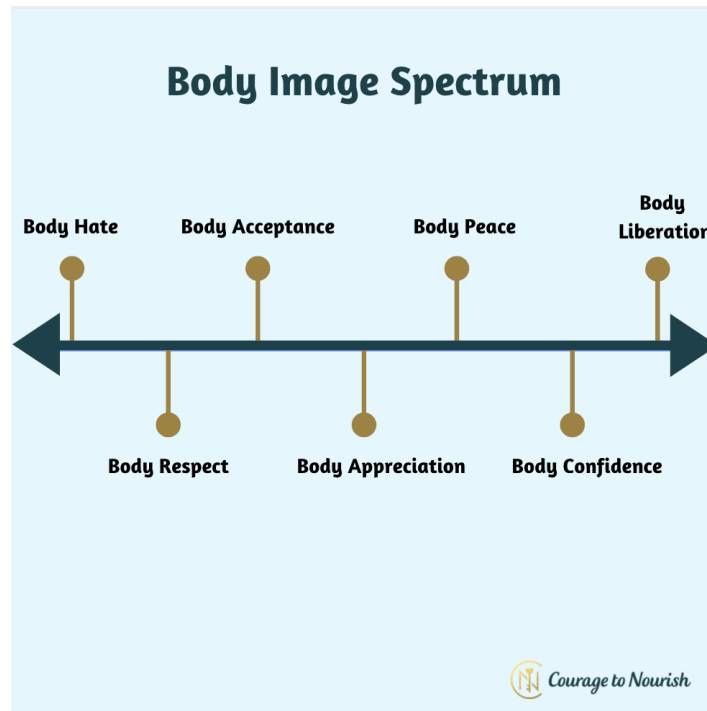 Body Image Spectrum
Body Hate
Body Acceptance
Body Peace
Body
Liberation
Body Respect
Body Appreciation
Body Confidence
Courage to Nourish